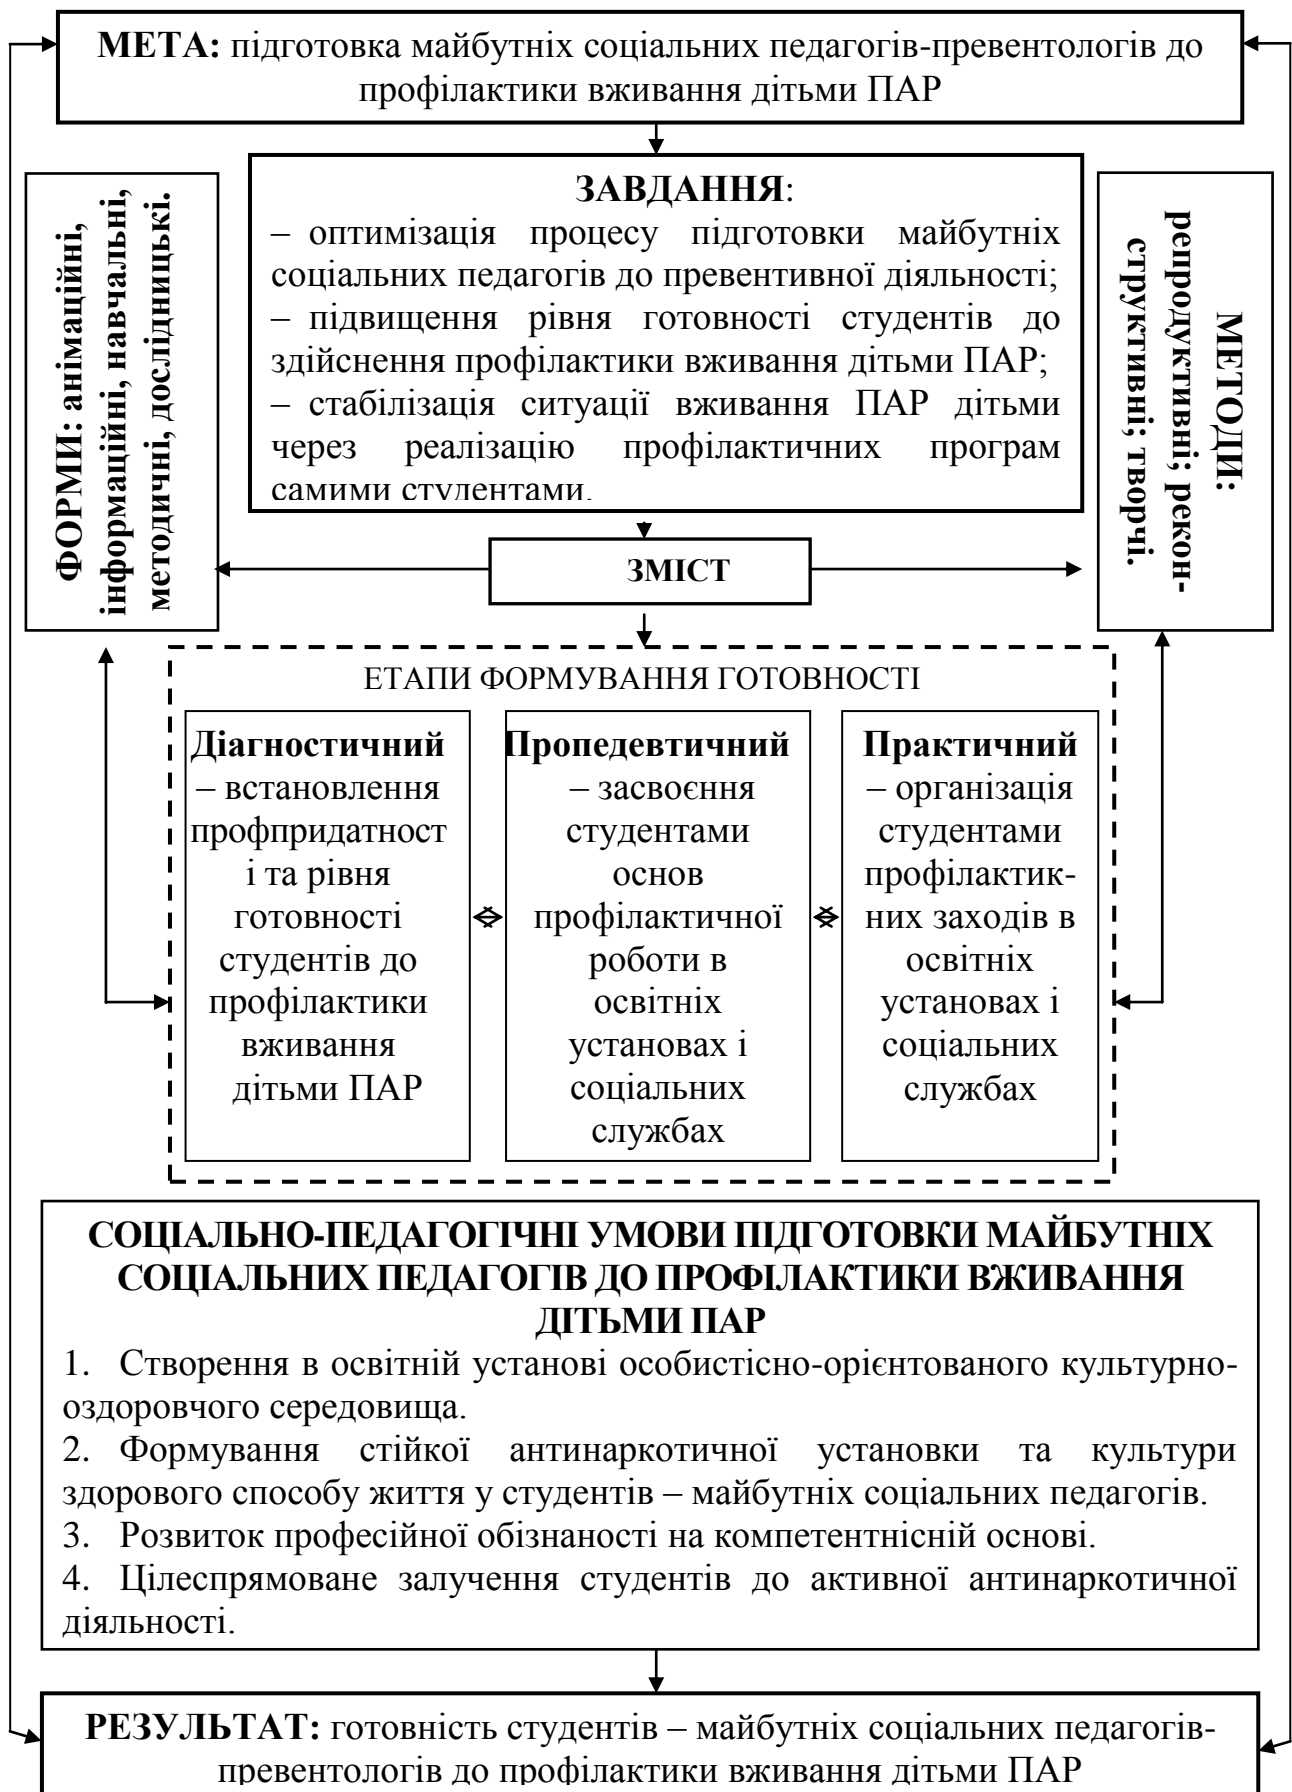 МЕТА: підготовка майбутніх соціальних педагогів-превентологів до
профілактики вживання дітьми ПАР
ЗАВДАННЯ:
– оптимізація процесу підготовки майбутніх
соціальних педагогів до превентивної діяльності;
– підвищення рівня готовності студентів до
здійснення профілактики вживання дітьми ПАР;
– стабілізація ситуації вживання ПАР дітьми
через реалізацію профілактичних програм
самими студентами.
ФОРМИ: анімаційні,
інформаційні, навчальні,
методичні, дослідницькі.
МЕТОДИ:
репродуктивні; рекон-
структивні; творчі.
ЗМІСТ
ЕТАПИ ФОРМУВАННЯ ГОТОВНОСТІ
Діагностичний
– встановлення
профпридатност
і та рівня
готовності
студентів до
профілактики
вживання
дітьми ПАР
Пропедевтичний
– засвоєння
студентами
основ
профілактичної
роботи в
освітніх
установах і
соціальних
службах
Практичний
– організація
студентами
профілактик-
них заходів в
освітніх
установах і
соціальних
службах
СОЦІАЛЬНО-ПЕДАГОГІЧНІ УМОВИ ПІДГОТОВКИ МАЙБУТНІХ
СОЦІАЛЬНИХ ПЕДАГОГІВ ДО ПРОФІЛАКТИКИ ВЖИВАННЯ
ДІТЬМИ ПАР
1. Створення в освітній установі особистісно-орієнтованого культурно-
оздоровчого середовища.
2. Формування стійкої антинаркотичної установки та культури
здорового способу життя у студентів – майбутніх соціальних педагогів.
3. Розвиток професійної обізнаності на компетентнісній основі.
4. Цілеспрямоване залучення студентів до активної антинаркотичної
діяльності.
РЕЗУЛЬТАТ: готовність студентів – майбутніх соціальних педагогів-
превентологів до профілактики вживання дітьми ПАР